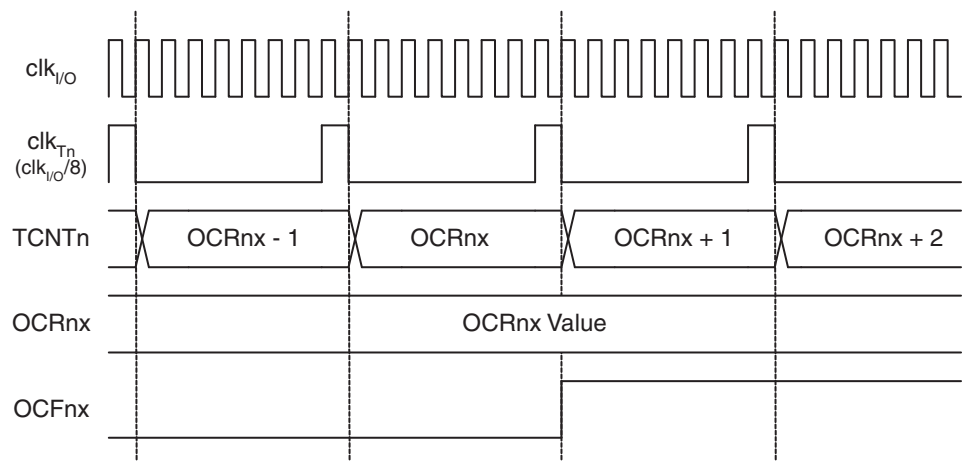 clkI/O
clkTn
(clkI/O/8)
TCNTn OCRnx - 1 OCRnx OCRnx + 1 OCRnx + 2
OCRnx OCRnx Value
OCFnx